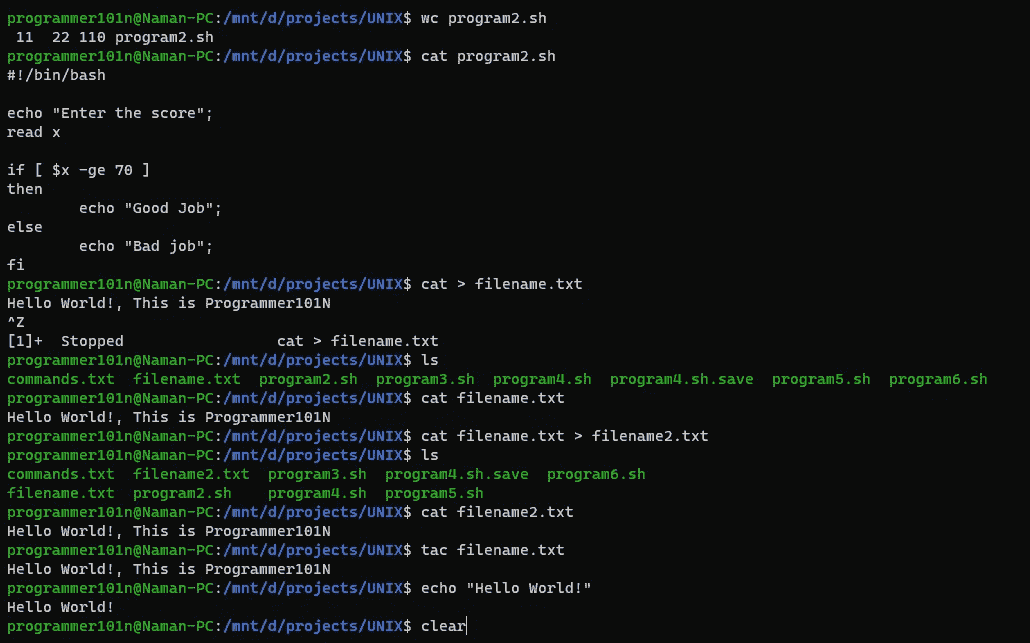 programmer101n@Naman-PC:/mnt/d/projects/UNIX$ wc program2.sh
 11  22 110 program2.sh
programmer101n@Naman-PC:/mnt/d/projects/UNIX$ cat program2.sh
#!/bin/bash

echo "Enter the score";
read x

if [ $x -ge 70 ]
then
        echo "Good Job";
else
        echo "Bad job";
fi
programmer101n@Naman-PC:/mnt/d/projects/UNIX$ cat > filename.txt
Hello World!, This is Programmer101N
^Z
[1]+  Stopped                 cat > filename.txt
programmer101n@Naman-PC:/mnt/d/projects/UNIX$ ls
commands.txt  filename.txt  program2.sh  program3.sh  program4.sh  program4.sh.save  program5.sh  program6.sh
programmer101n@Naman-PC:/mnt/d/projects/UNIX$ cat filename.txt
Hello World!, This is Programmer101N
programmer101n@Naman-PC:/mnt/d/projects/UNIX$ cat filename.txt > filename2.txt
programmer101n@Naman-PC:/mnt/d/projects/UNIX$ ls
commands.txt  filename2.txt  program3.sh  program4.sh.save  program6.sh
filename.txt  program2.sh    program4.sh  program5.sh
programmer101n@Naman-PC:/mnt/d/projects/UNIX$ cat filename2.txt
Hello World!, This is Programmer101N
programmer101n@Naman-PC:/mnt/d/projects/UNIX$ tac filename.txt
Hello World!, This is Programmer101N
programmer101n@Naman-PC:/mnt/d/projects/UNIX$ echo "Hello World!"
Hello World!
programmer101n@Naman-PC:/mnt/d/projects/UNIX$ clear